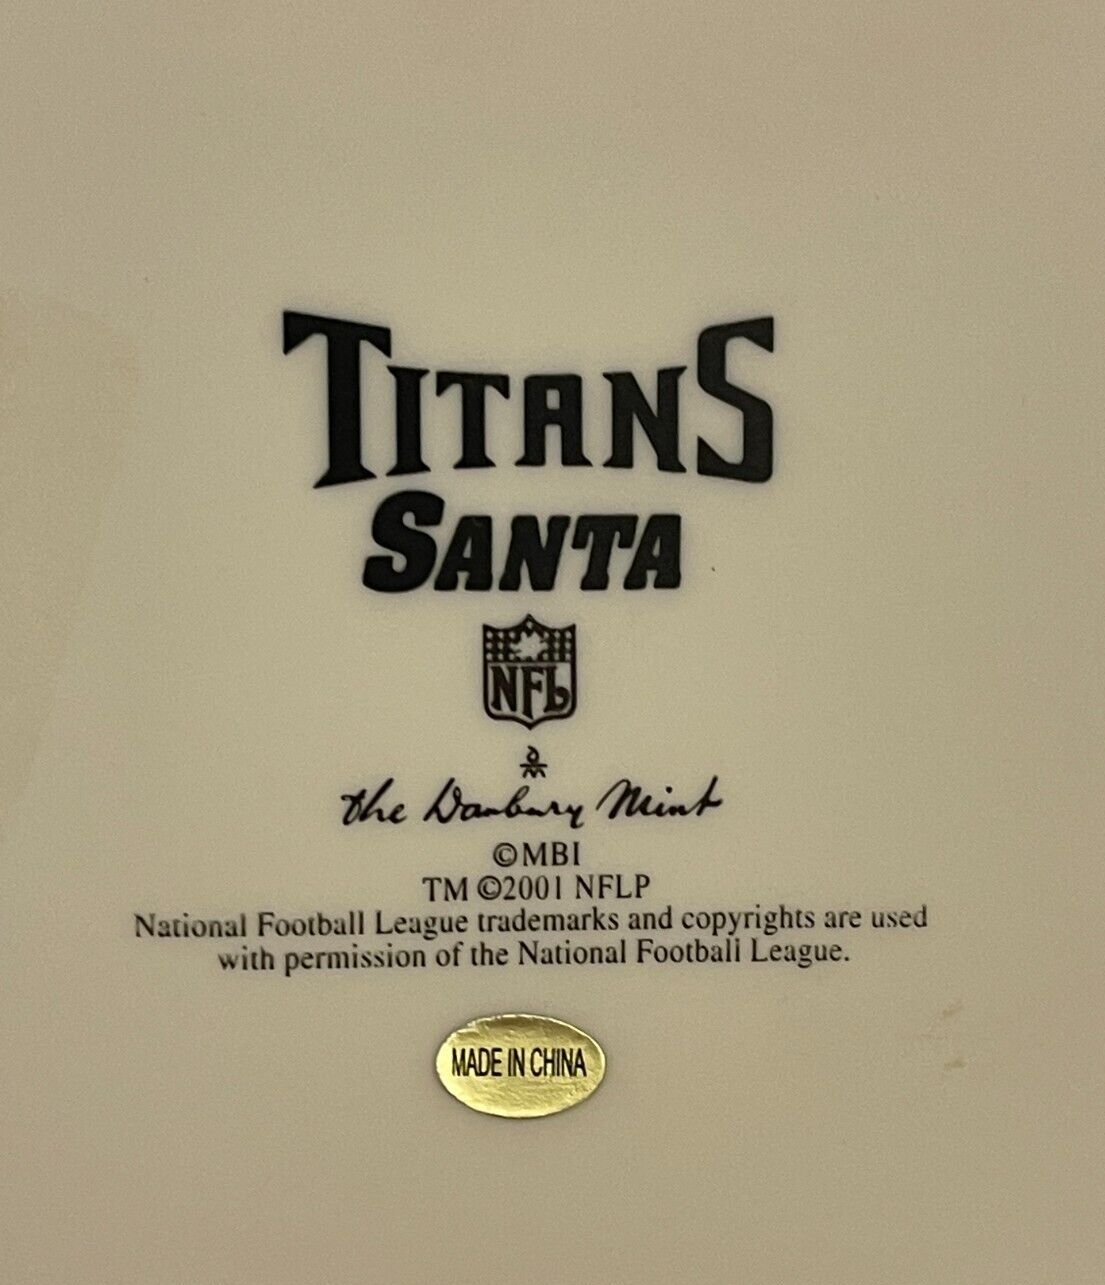 TITANS
SANTA
NFL
DM
the Danbury Mint
©MBI
TM ©2001 NFLP
National Football League trademarks and copyrights are used
with permission of the National Football League.
MADE IN CHINA